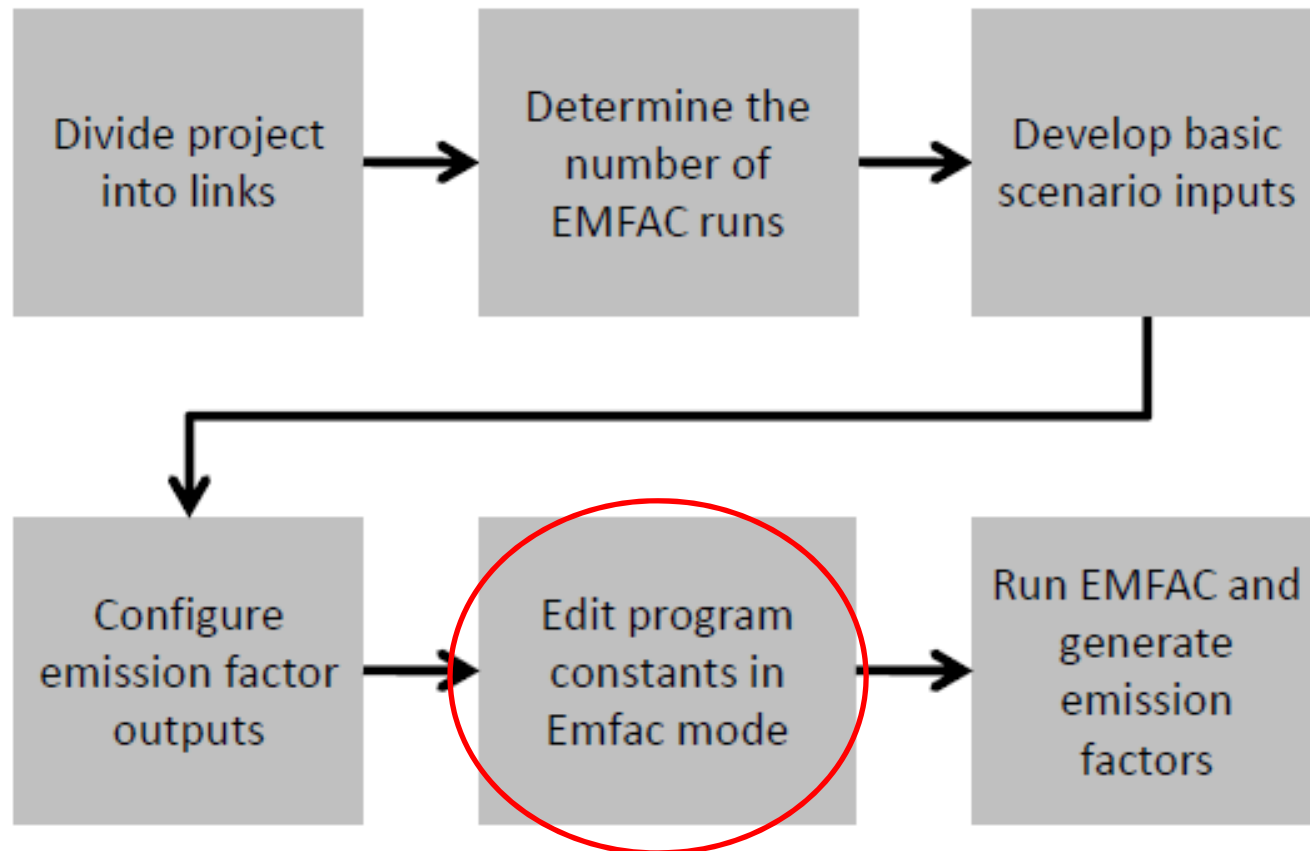 Divide project
into links
Determine the
number of
EMFAC runs
Develop basic
scenario inputs
Configure
emission factor
outputs
Edit program
constants in
Emfac mode
Run EMFAC and
generate
emission
factors